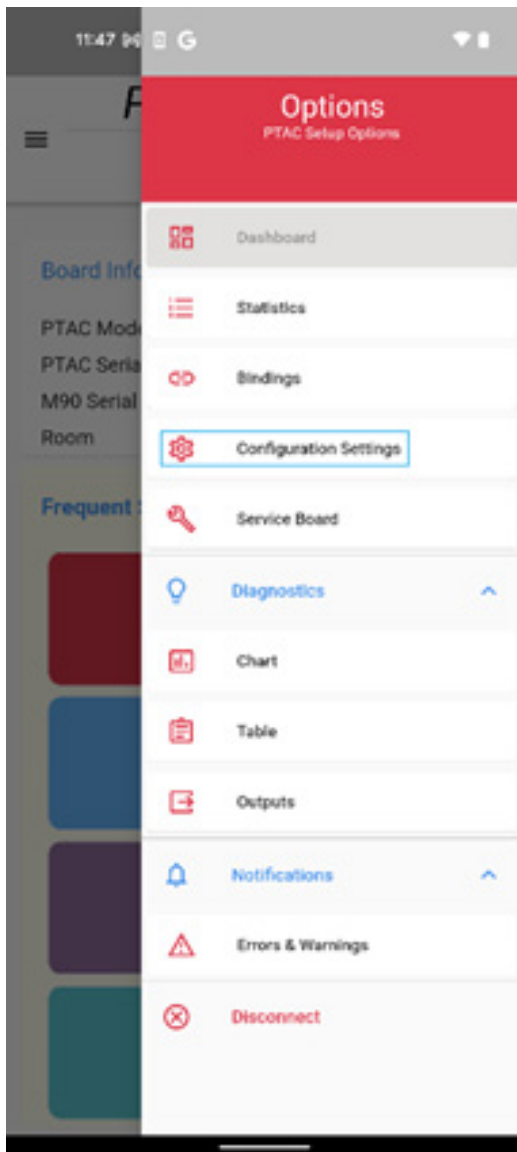 11:47
G
P
Options
PTAC Setup Options
Dashboard
Board Info
Statistics
PTAC Mode
PTAC Seria
Bindings
M90 Serial
Room
Configuration Settings
Frequent
Service Board
Diagnostics
Chart
Table
Outputs
Notifications
Errors & Warnings
Disconnect